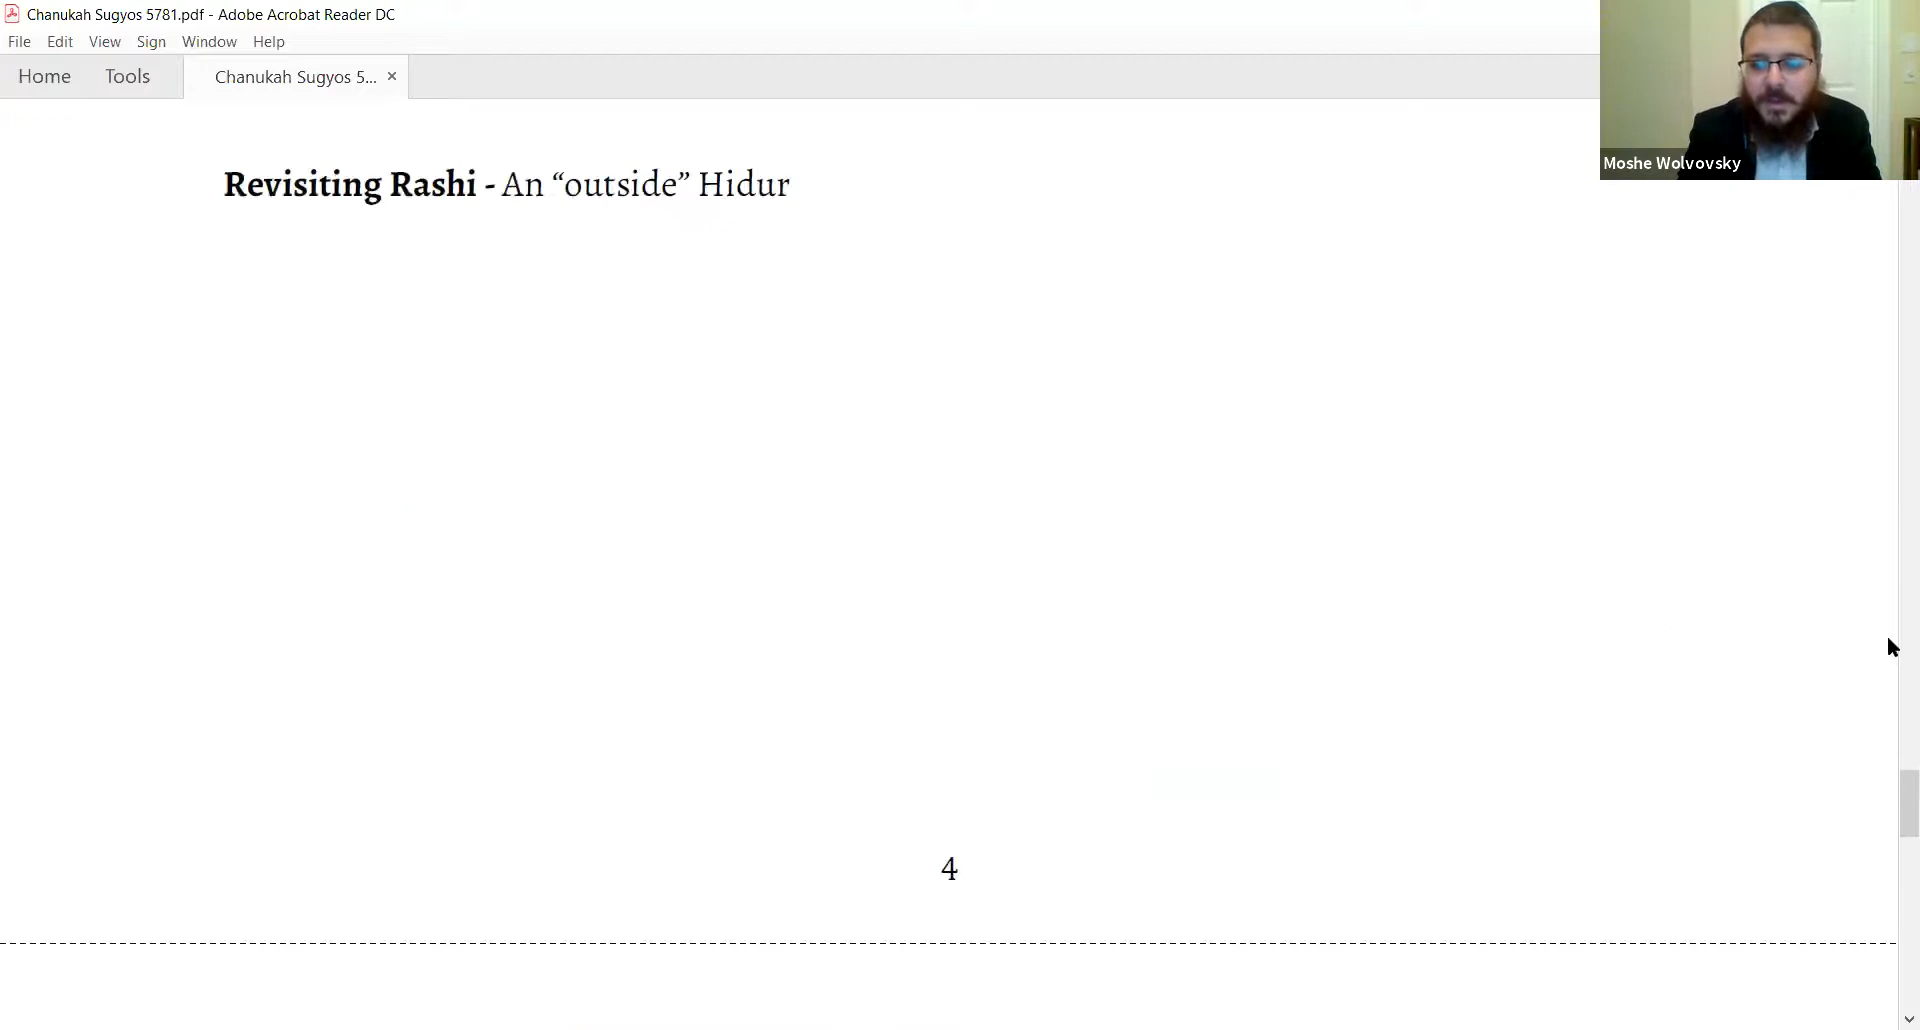 Chanukah Sugyos 5781.pdf - Adobe Acrobat Reader DC
File Edit View Sign Window Help
Home Tools Chanukah Sugyos 5... ×
Moshe Wolvovsky
Revisiting Rashi - An “outside” Hidur
4